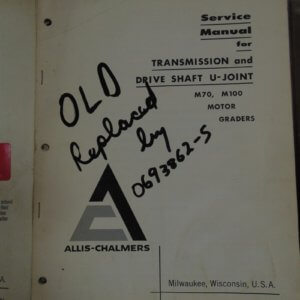 Service
Manual
for
TRANSMISSION and
DRIVE SHAFT U-JOINT
M70, M100
MOTOR
GRADERS
OLD
Replaced
by
0693862-S
ALLIS-CHALMERS
Milwaukee, Wisconsin, U.S.A.